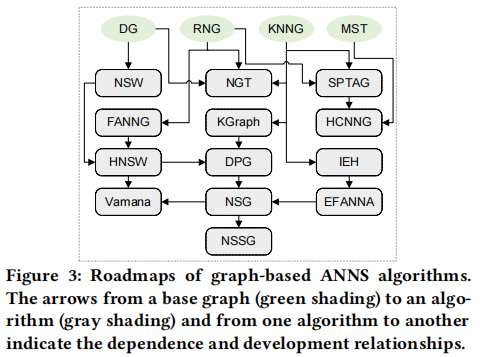 DG RNG KNNG MST
NSW NGT SPTAG
FANNG KGraph HCNNG
HNSW DPG IEH
Vamana NSG EFANNA
NSSG
Figure 3: Roadmaps of graph-based ANNS algorithms.
The arrows from a base graph (green shading) to an algo-
rithm (gray shading) and from one algorithm to another
indicate the dependence and development relationships.